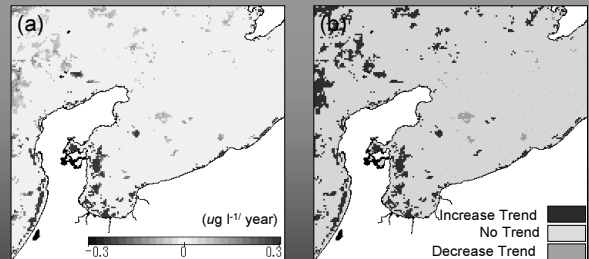 (a)
(ug l⁻¹/ year)
-0.3 0 0.3
(b)
Increase Trend
No Trend
Decrease Trend